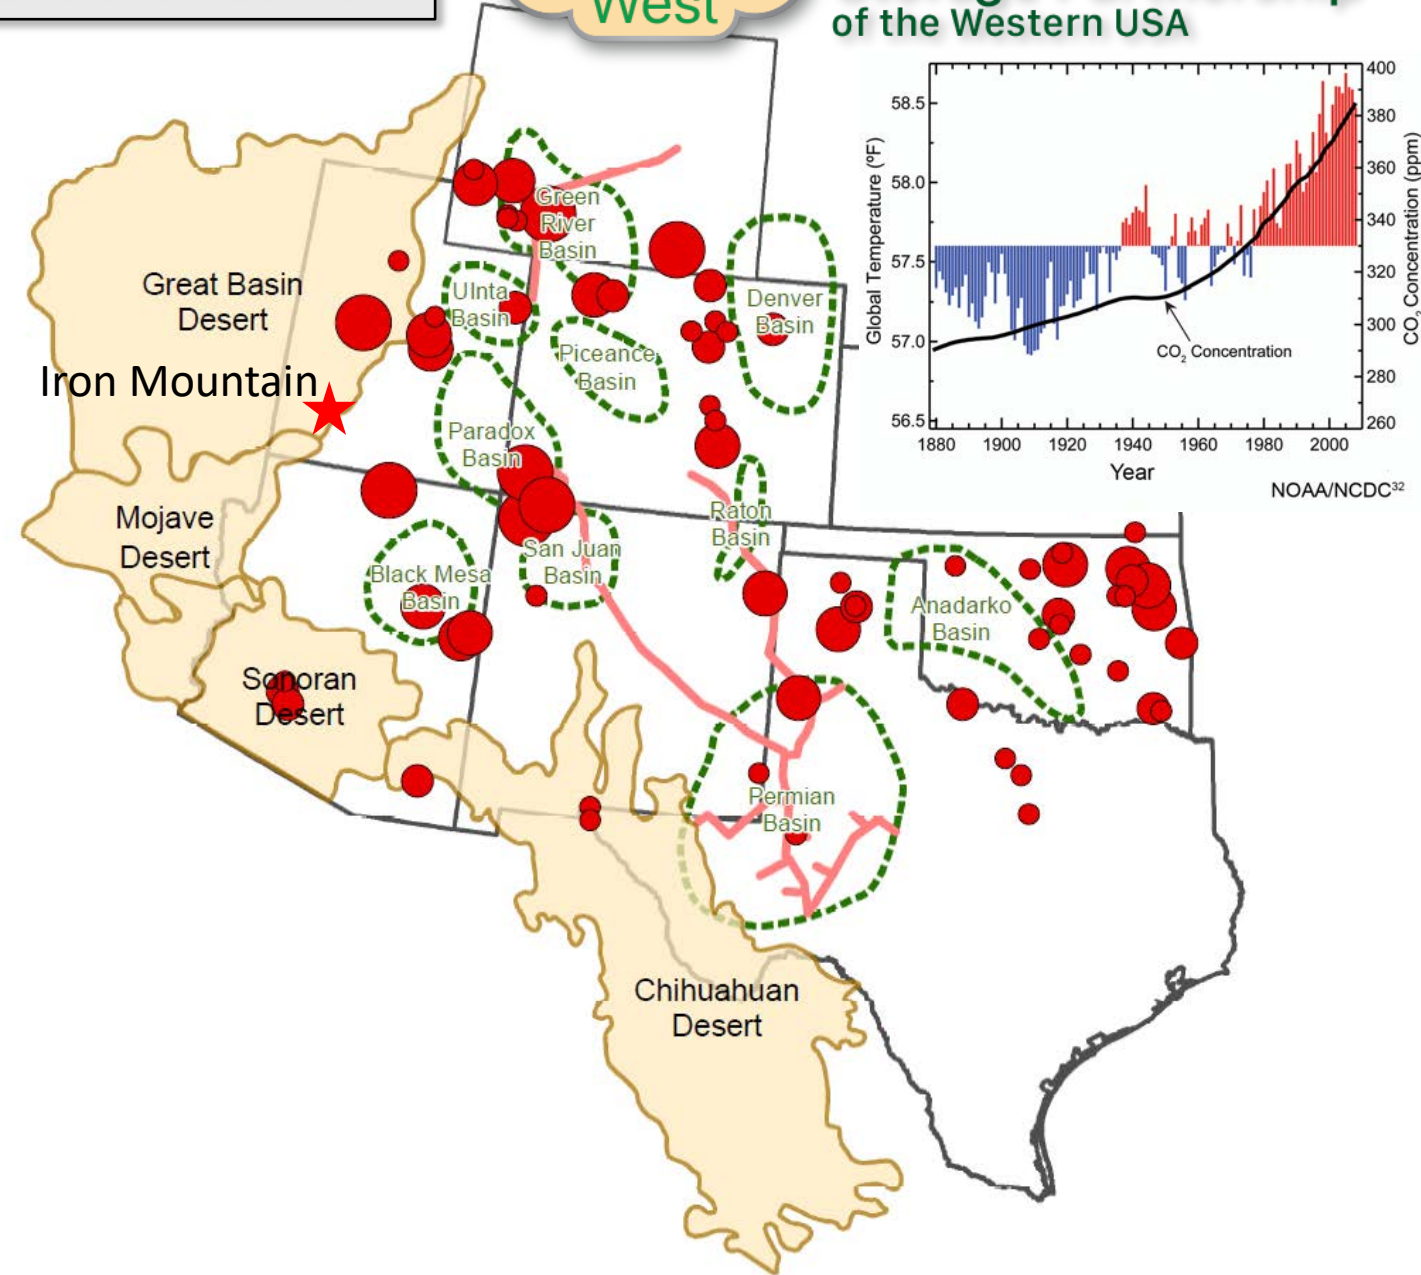 West
of the Western USA
Global Temperature (ºF)
58.5
58.0
57.5
57.0
56.5
400
380
360
340
320
300
280
260
CO2 Concentration (ppm)
CO2 Concentration
1880 1900 1920 1940 1960 1980 2000
Year
NOAA/NCDC32
Green
River
Basin
Great Basin
Desert
UInta
Basin
Denver
Basin
Piceance
Basin
Iron Mountain
Paradox
Basin
Mojave
Desert
Raton
Basin
San Juan
Basin
Black Mesa
Basin
Anadarko
Basin
Sonoran
Desert
Permian
Basin
Chihuahuan
Desert